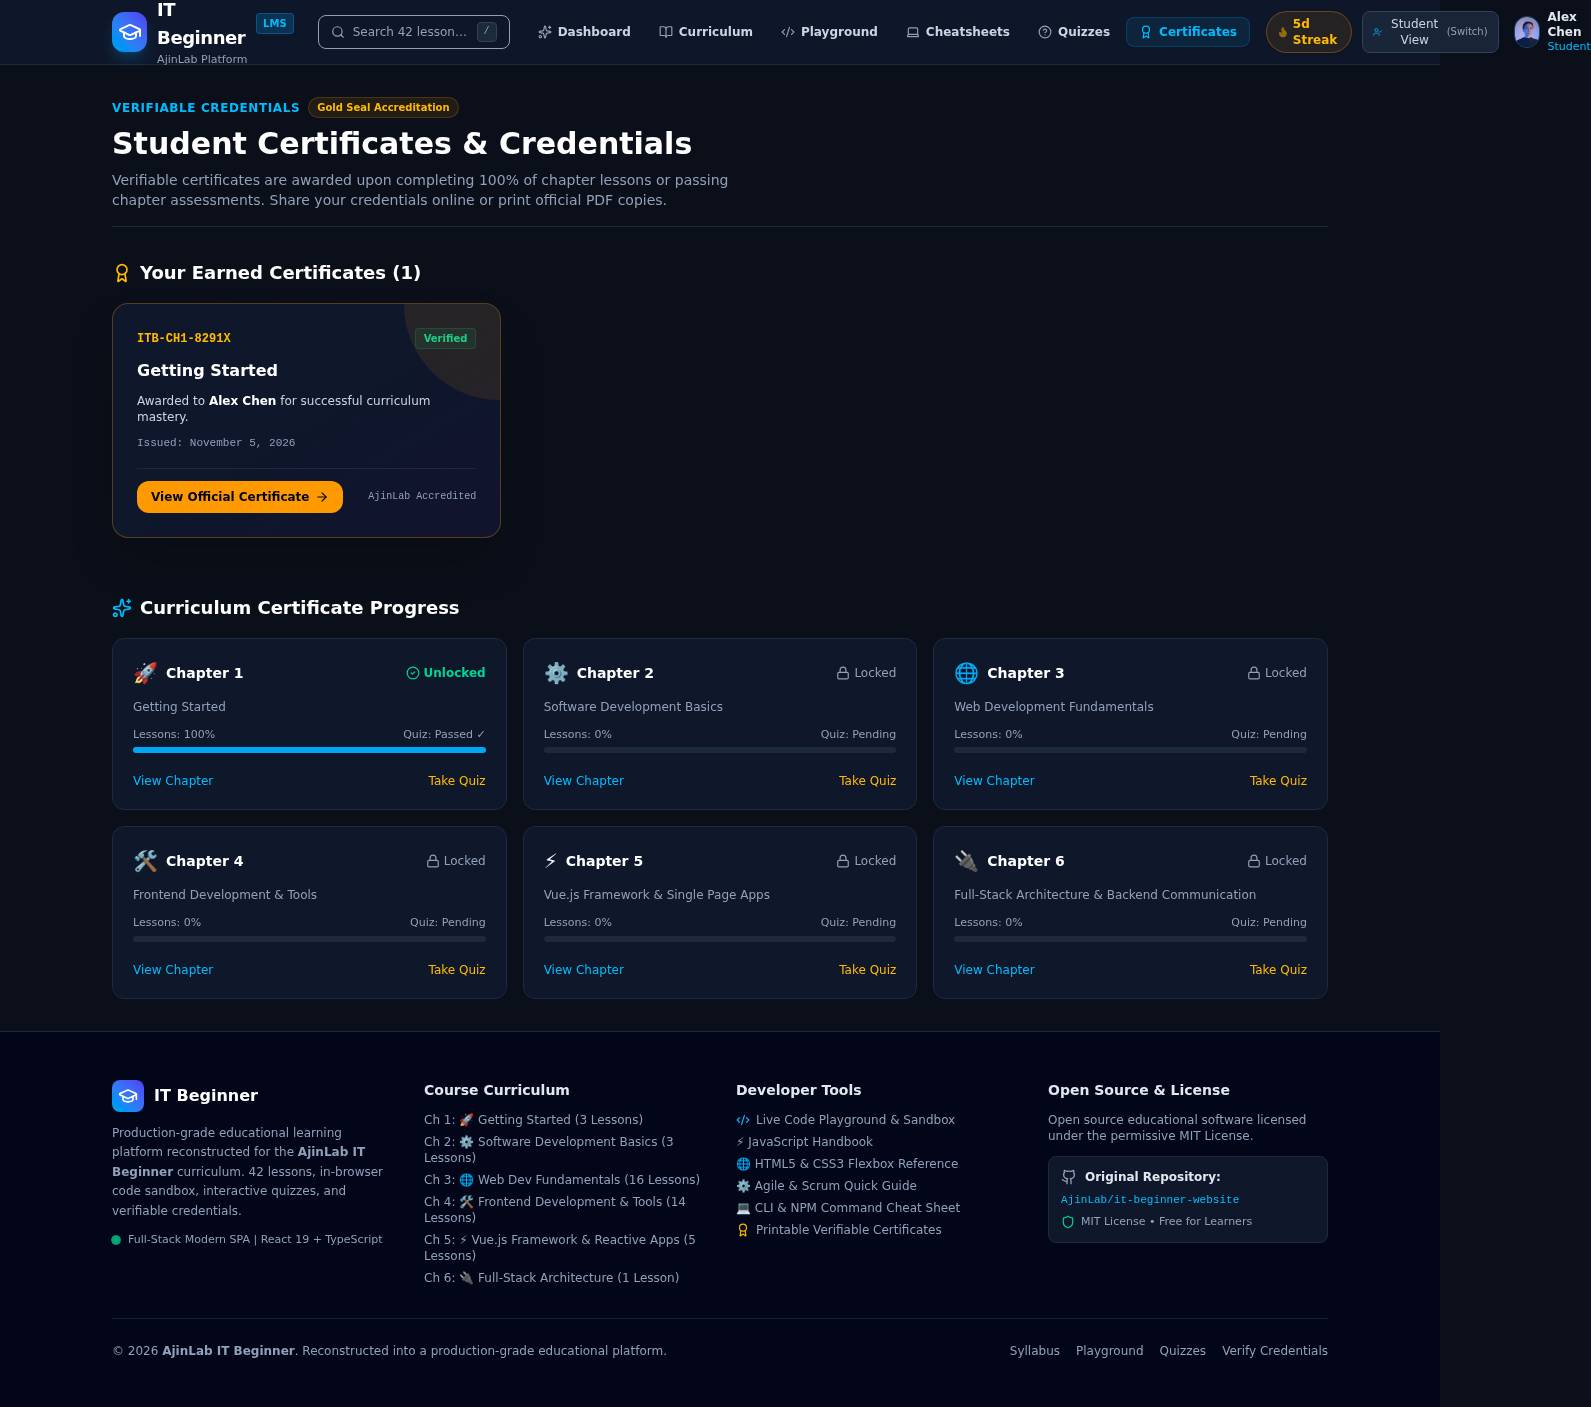 IT
Beginner
LMS
AjinLab Platform
Search 42 lesson...
/
Dashboard
Curriculum
Playground
Cheatsheets
Quizzes
Certificates
5d
Streak
Student
View
(Switch)
Alex
Chen
Student
VERIFIABLE CREDENTIALS
Gold Seal Accreditation
Student Certificates & Credentials
Verifiable certificates are awarded upon completing 100% of chapter lessons or passing
chapter assessments. Share your credentials online or print official PDF copies.
Your Earned Certificates (1)
ITB-CH1-8291X
Verified
Getting Started
Awarded to Alex Chen for successful curriculum
mastery.
Issued: November 5, 2026
View Official Certificate →
AjinLab Accredited
Curriculum Certificate Progress
Chapter 1
Unlocked
Getting Started
Lessons: 100%
Quiz: Passed ✓
View Chapter
Take Quiz
Chapter 2
Locked
Software Development Basics
Lessons: 0%
Quiz: Pending
View Chapter
Take Quiz
Chapter 3
Locked
Web Development Fundamentals
Lessons: 0%
Quiz: Pending
View Chapter
Take Quiz
Chapter 4
Locked
Frontend Development & Tools
Lessons: 0%
Quiz: Pending
View Chapter
Take Quiz
Chapter 5
Locked
Vue.js Framework & Single Page Apps
Lessons: 0%
Quiz: Pending
View Chapter
Take Quiz
Chapter 6
Locked
Full-Stack Architecture & Backend Communication
Lessons: 0%
Quiz: Pending
View Chapter
Take Quiz
IT Beginner
Production-grade educational learning
platform reconstructed for the AjinLab IT
Beginner curriculum. 42 lessons, in-browser
code sandbox, interactive quizzes, and
verifiable credentials.
Full-Stack Modern SPA | React 19 + TypeScript
Course Curriculum
Ch 1: 🚀 Getting Started (3 Lessons)
Ch 2: ⚙️ Software Development Basics (3
Lessons)
Ch 3: 🌐 Web Dev Fundamentals (16 Lessons)
Ch 4: 🛠️ Frontend Development & Tools (14
Lessons)
Ch 5: ⚡ Vue.js Framework & Reactive Apps (5
Lessons)
Ch 6: 🔌 Full-Stack Architecture (1 Lesson)
Developer Tools
Live Code Playground & Sandbox
⚡ JavaScript Handbook
🌐 HTML5 & CSS3 Flexbox Reference
⚙️ Agile & Scrum Quick Guide
💻 CLI & NPM Command Cheat Sheet
Printable Verifiable Certificates
Open Source & License
Open source educational software licensed
under the permissive MIT License.
Original Repository:
AjinLab/it-beginner-website
MIT License • Free for Learners
© 2026 AjinLab IT Beginner. Reconstructed into a production-grade educational platform.
Syllabus
Playground
Quizzes
Verify Credentials